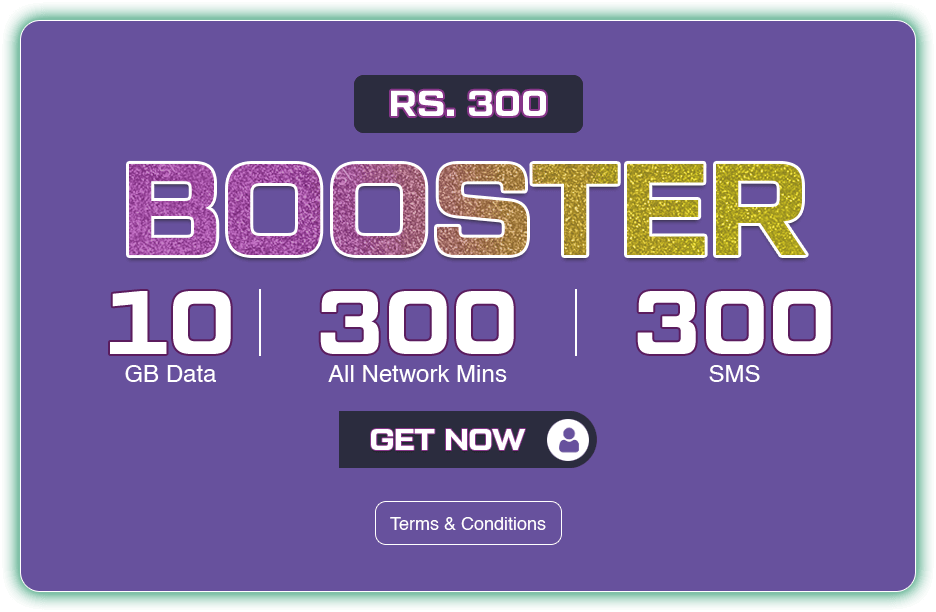 RS. 300
BOOSTER
10 300 300
GB Data All Network Mins SMS
GET NOW
Terms & Conditions